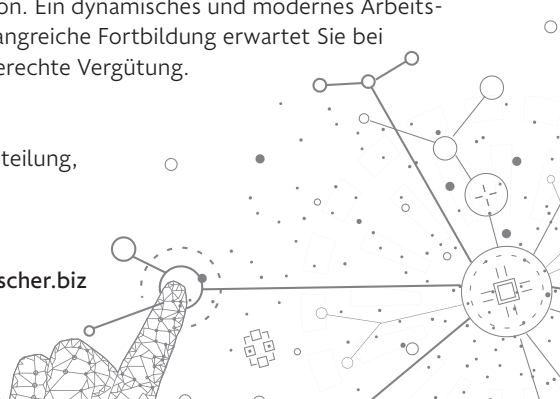 on. Ein dynamisches und modernes Arbeits-
angreiche Fortbildung erwartet Sie bei
erechte Vergütung.
teilung,
scher.biz